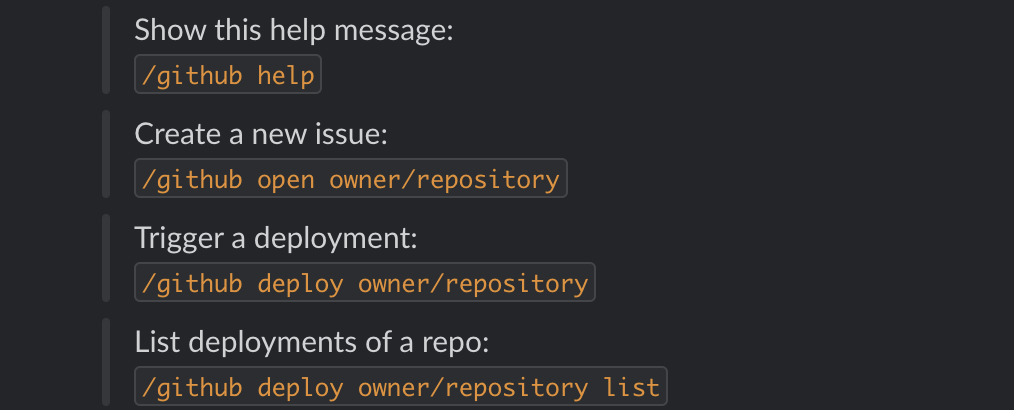 Show this help message:
/github help
Create a new issue:
/github open owner/repository
Trigger a deployment:
/github deploy owner/repository
List deployments of a repo:
/github deploy owner/repository list